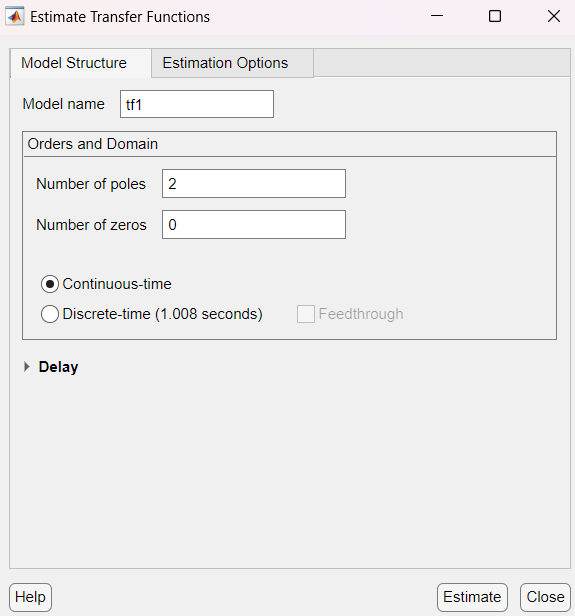 Estimate Transfer Functions
Model Structure Estimation Options
Model name tf1
Orders and Domain
Number of poles 2
Number of zeros 0
Continuous-time
Discrete-time (1.008 seconds) Feedthrough
Delay
Help Estimate Close